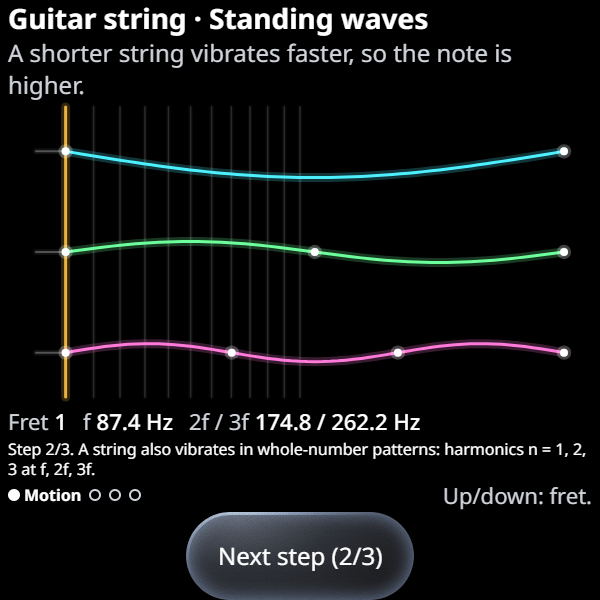 Guitar string · Standing waves
A shorter string vibrates faster, so the note is
higher.
Fret 1 f 87.4 Hz 2f / 3f 174.8 / 262.2 Hz
Step 2/3. A string also vibrates in whole-number patterns: harmonics n = 1, 2,
3 at f, 2f, 3f.
Motion
Up/down: fret.
Next step (2/3)